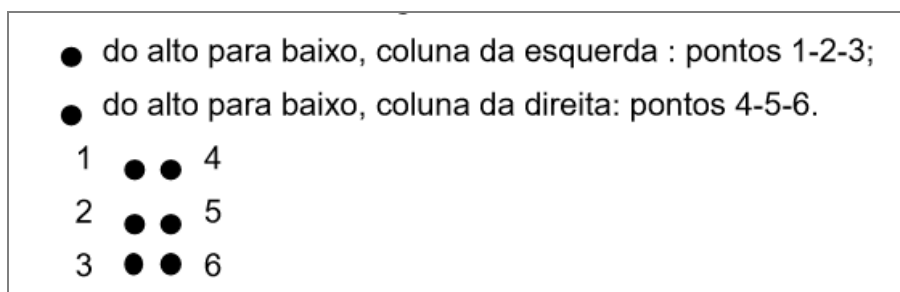 ● do alto para baixo, coluna da esquerda : pontos 1-2-3;
● do alto para baixo, coluna da direita: pontos 4-5-6.
1 ● ● 4
2 ● ● 5
3 ● ● 6